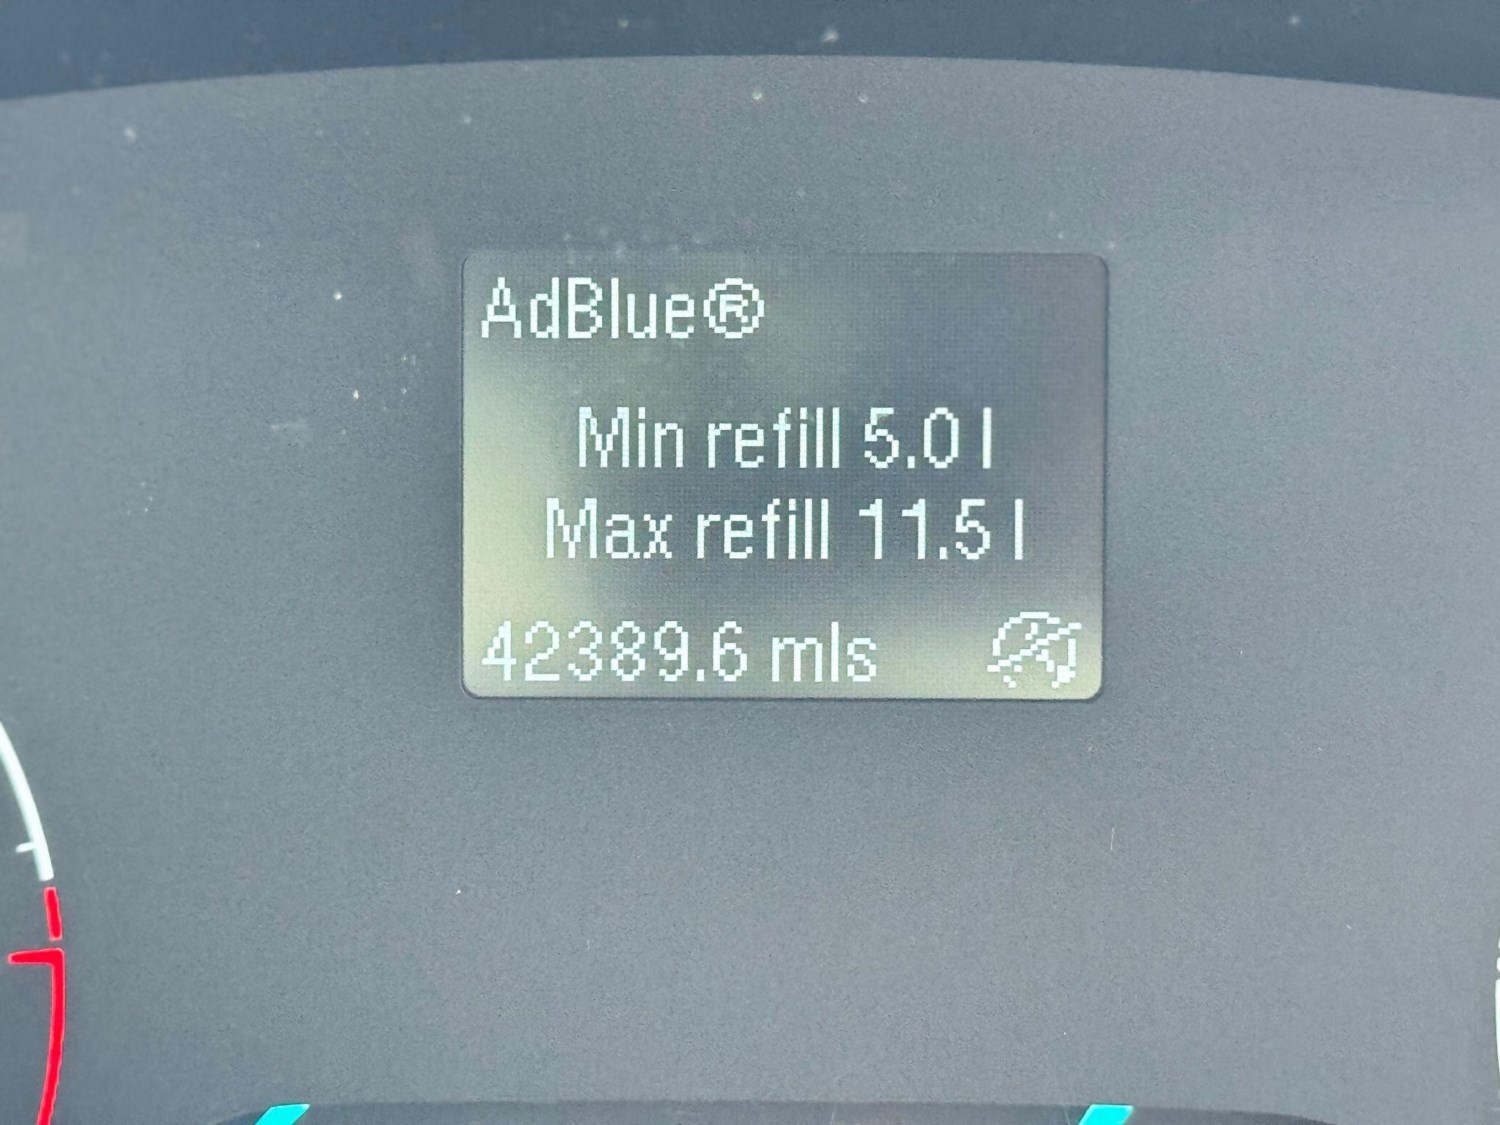 AdBlue®
Min refill 5.0 l
Max refill 11.5 l
42389.6 mls